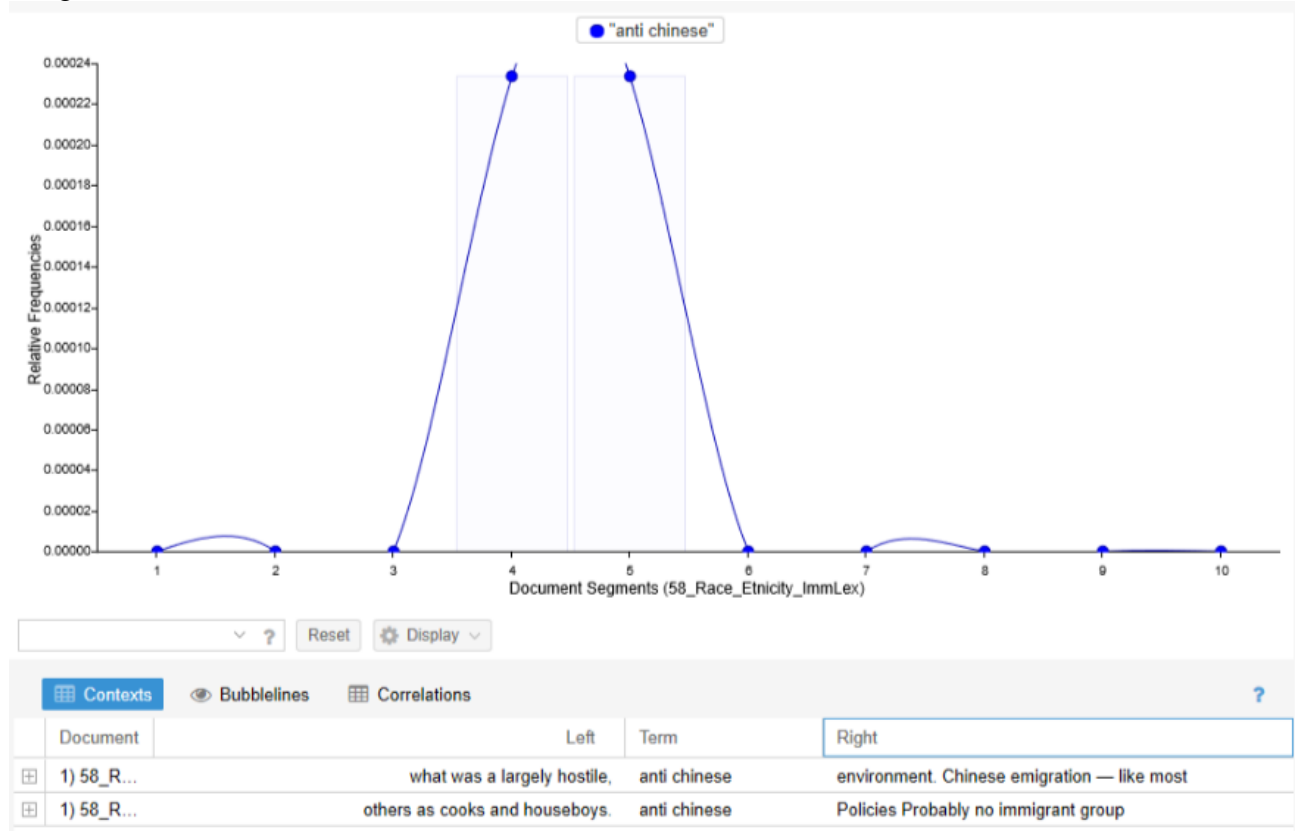 "anti chinese"
0.00024
0.00022
0.00020
0.00018
0.00016
0.00014
0.00012
0.00010
0.00008
0.00006
0.00004
0.00002
0.00000
Relative Frequencies
1 2 3 4 5 6 7 8 9 10
Document Segments (58_Race_Etnicity_ImmLex)
? Reset Display
Contexts Bubblelines Correlations ?
Document Left Term Right
1) 58_R... what was a largely hostile, anti chinese environment. Chinese emigration — like most
1) 58_R... others as cooks and houseboys. anti chinese Policies Probably no immigrant group